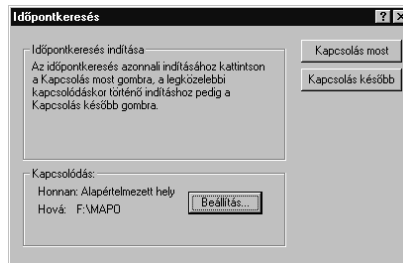 Időpontkeresés
Időpontkeresés indítása
Az időpontkeresés azonnali indításához kattintson
a Kapcsolás most gombra, a legközelebbi
kapcsolódáskor történő indításhoz pedig a
Kapcsolás később gombra.
Kapcsolás most
Kapcsolás később
Kapcsolódás:
Honnan: Alapértelmezett hely
Hová: F:\MAPO
Beállítás...